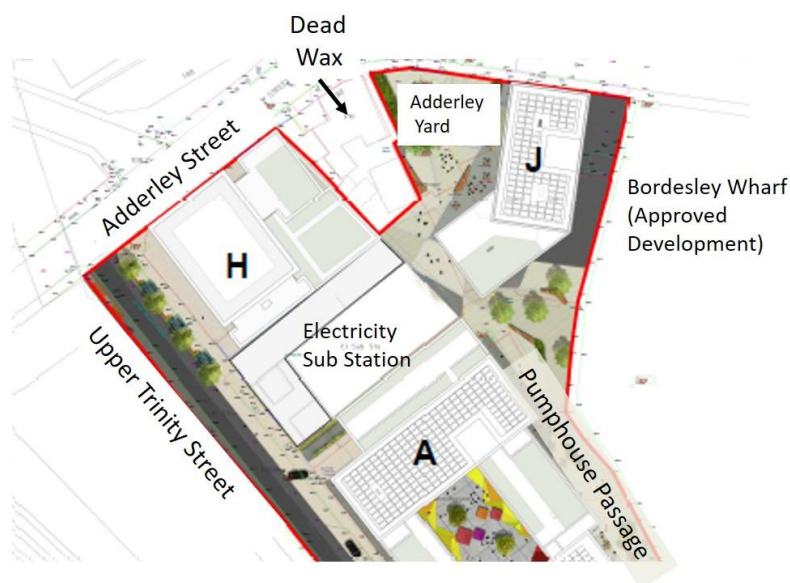 Dead
Wax
Adderley
Yard
Adderley Street
J
Bordesley Wharf
(Approved
Development)
H
Electricity
Sub Station
Upper Trinity Street
Pumphouse Passage
A